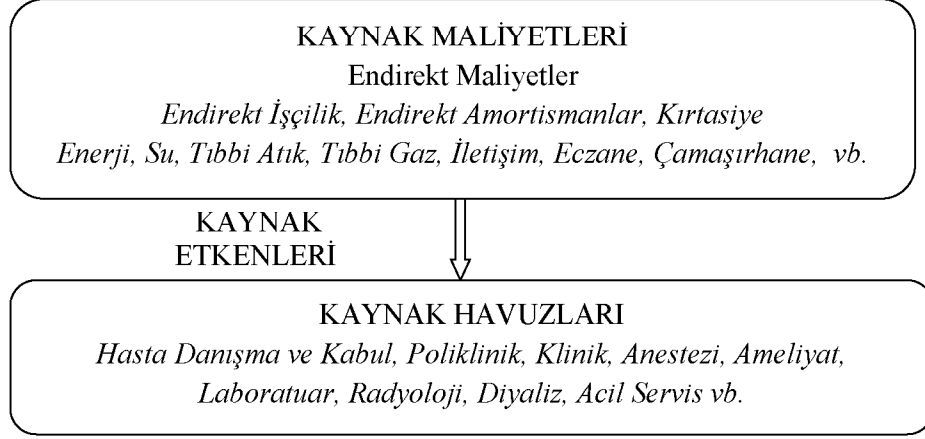 KAYNAK MALİYETLERİ
Endirekt Maliyetler
Endirekt İşçilik, Endirekt Amortismanlar, Kırtasiye
Enerji, Su, Tıbbi Atık, Tıbbi Gaz, İletişim, Eczane, Çamaşırhane, vb.
KAYNAK
ETKENLERİ
KAYNAK HAVUZLARI
Hasta Danışma ve Kabul, Poliklinik, Klinik, Anestezi, Ameliyat,
Laboratuar, Radyoloji, Diyaliz, Acil Servis vb.